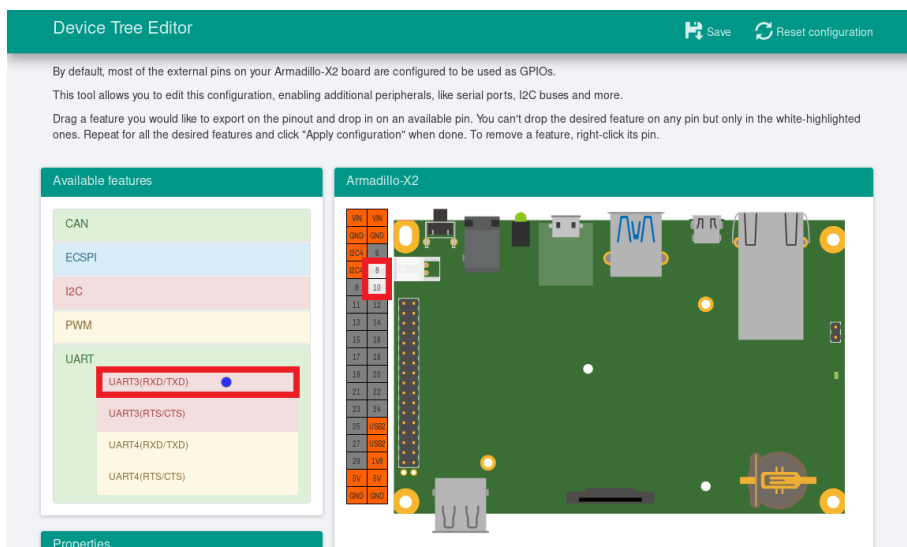 Device Tree Editor
Save
Reset configuration
By default, most of the external pins on your Armadillo-X2 board are configured to be used as GPIOs.
This tool allows you to edit this configuration, enabling additional peripherals, like serial ports, I2C buses and more.
Drag a feature you would like to export on the pinout and drop in on an available pin. You can't drop the desired feature on any pin but only in the white-highlighted
ones. Repeat for all the desired features and click "Apply configuration" when done. To remove a feature, right-click its pin.
Available features
CAN
ECSPI
I2C
PWM
UART
UART3(RXD/TXD)
UART3(RTS/CTS)
UART4(RXD/TXD)
UART4(RTS/CTS)
Properties
Armadillo-X2
VIN VIN
GND GND
I2C4 6
I2C4 8
9 10
11 12
13 14
15 16
17 18
19 20
21 22
23 24
25 USB2
27 USB2
29 1V8
5V 5V
GND GND